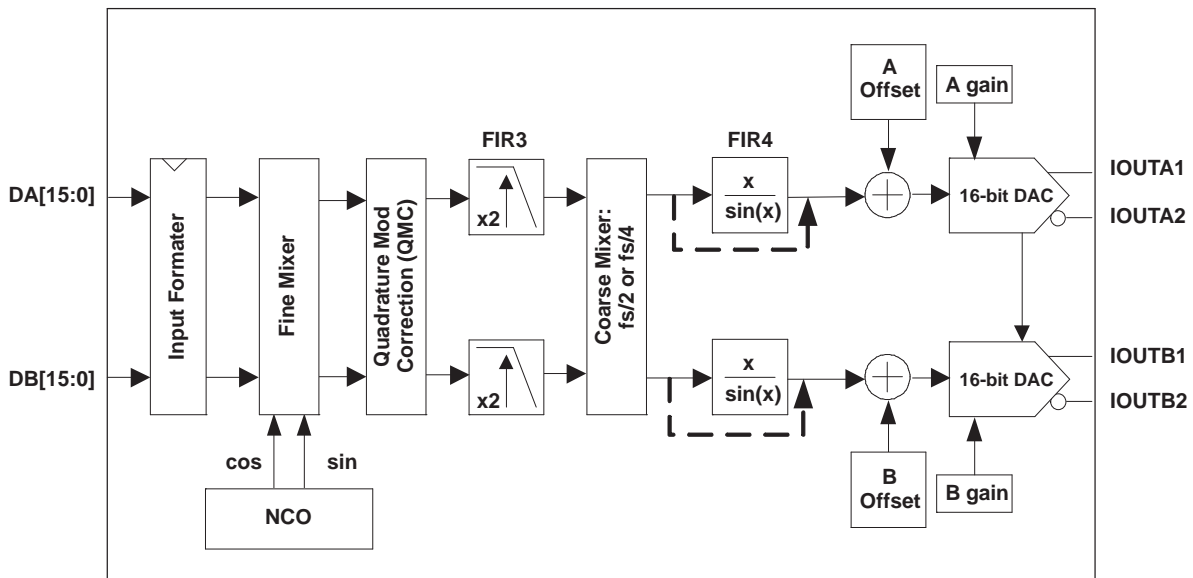 A
Offset
A gain
FIR3
FIR4
DA[15:0]
DB[15:0]
Input Formater
Fine Mixer
Quadrature Mod
Correction (QMC)
x2
x2
Coarse Mixer:
fs/2 or fs/4
x
sin(x)
x
sin(x)
16-bit DAC
16-bit DAC
IOUTA1
IOUTA2
IOUTB1
IOUTB2
cos
sin
NCO
B
Offset
B gain